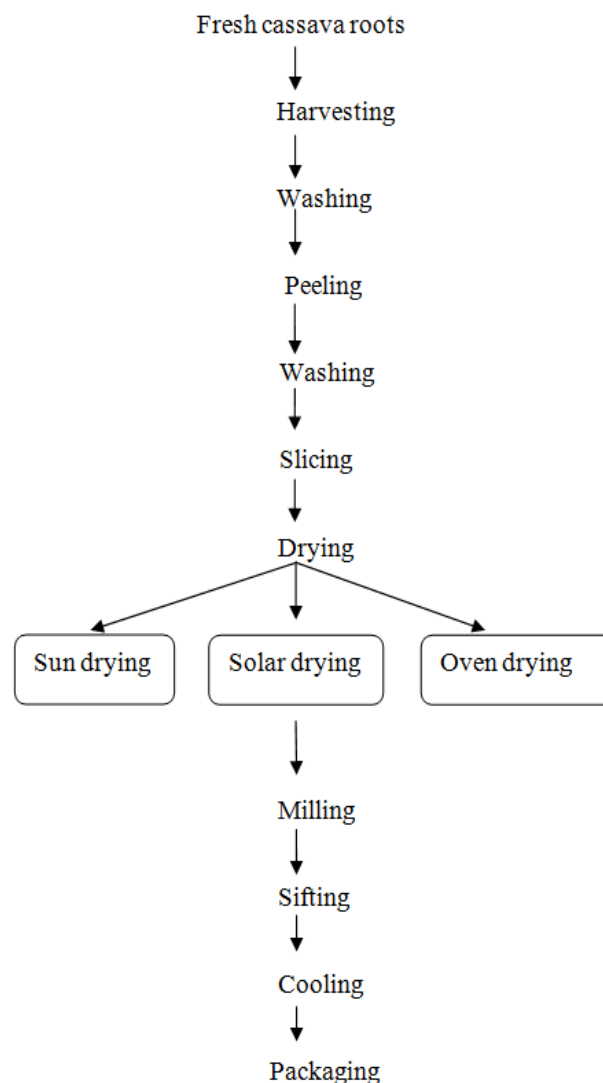 Fresh cassava roots
Harvesting
Washing
Peeling
Washing
Slicing
Drying
Sun drying
Solar drying
Oven drying
Milling
Sifting
Cooling
Packaging